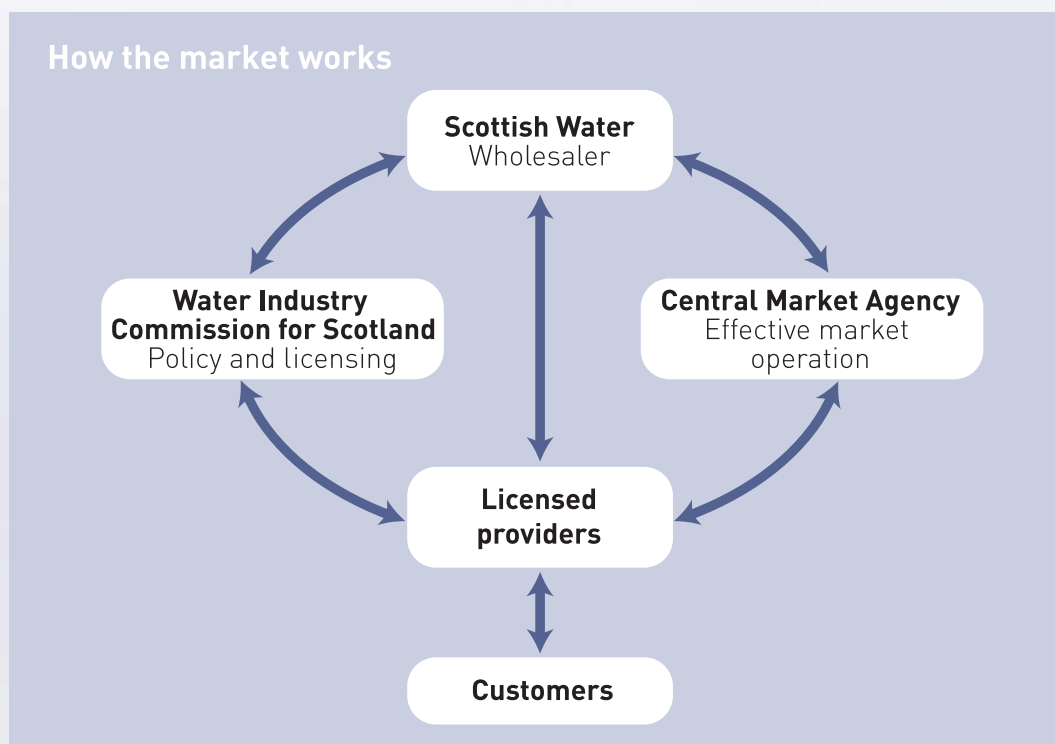 How the market works
Scottish Water
Wholesaler
Water Industry
Commission for Scotland
Policy and licensing
Central Market Agency
Effective market
operation
Licensed
providers
Customers